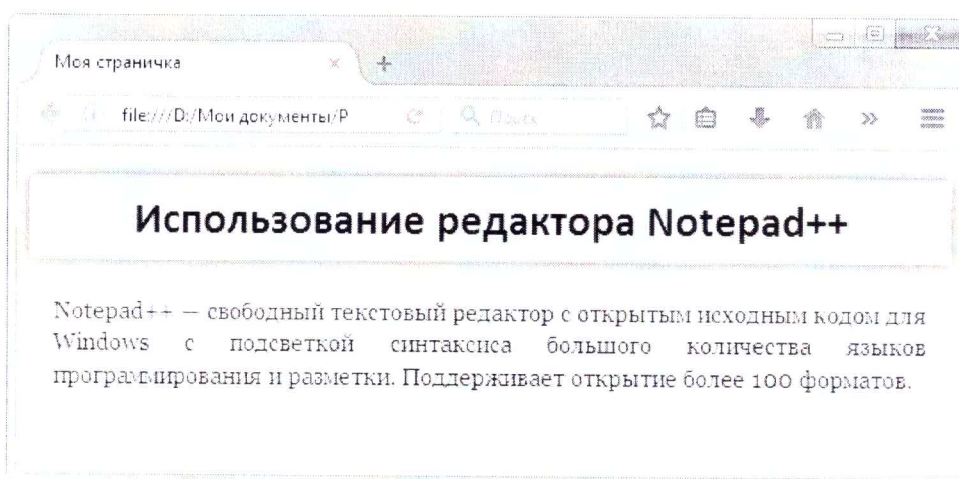 Моя страничка
file:///D:/Мои документы/P
Поиск
Использование редактора Notepad++
Notepad++ — свободный текстовый редактор с открытым исходным кодом для
Windows с подсветкой синтаксиса большого количества языков
программирования и разметки. Поддерживает открытие более 100 форматов.